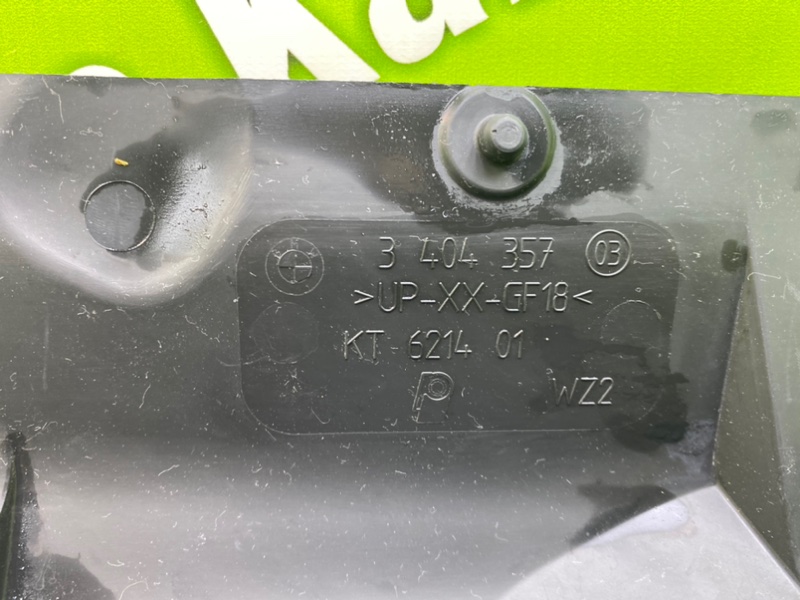 3 404 357 03
>UP-XX-GF18<
KT 6214 01
P WZ2